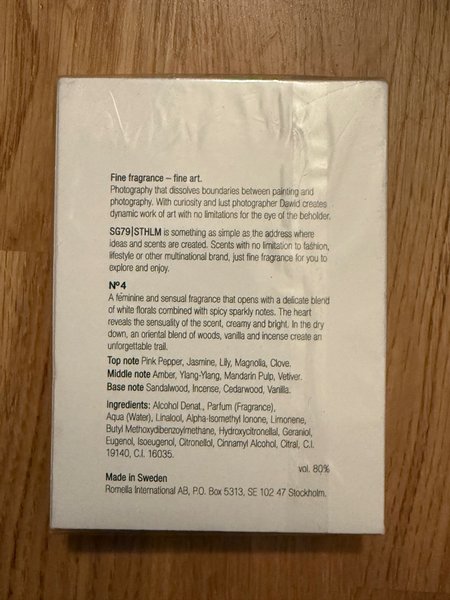 Fine fragrance – fine art.
Photography that dissolves boundaries between painting and
photography. With curiosity and lust photographer Dawid creates
dynamic work of art with no limitations for the eye of the beholder.
SG79|STHLM is something as simple as the address where
ideas and scents are created. Scents with no limitation to fashion,
lifestyle or other multinational brand, just fine fragrance for you to
explore and enjoy.
Nº4
A feminine and sensual fragrance that opens with a delicate blend
of white florals combined with spicy sparkly notes. The heart
reveals the sensuality of the scent, creamy and bright. In the dry
down, an oriental blend of woods, vanilla and incense create an
unforgettable trail.
Top note Pink Pepper, Jasmine, Lily, Magnolia, Clove.
Middle note Amber, Ylang-Ylang, Mandarin Pulp, Vetiver.
Base note Sandalwood, Incense, Cedarwood, Vanilla.
Ingredients: Alcohol Denat., Parfum (Fragrance),
Aqua (Water), Linalool, Alpha-Isomethyl Ionone, Limonene,
Butyl Methoxydibenzoylmethane, Hydroxycitronellal, Geraniol,
Eugenol, Isoeugenol, Citronellol, Cinnamyl Alcohol, Citral, C.I.
19140, C.I. 16035.
vol. 80%
Made in Sweden
Romella International AB, P.O. Box 5313, SE 102 47 Stockholm.